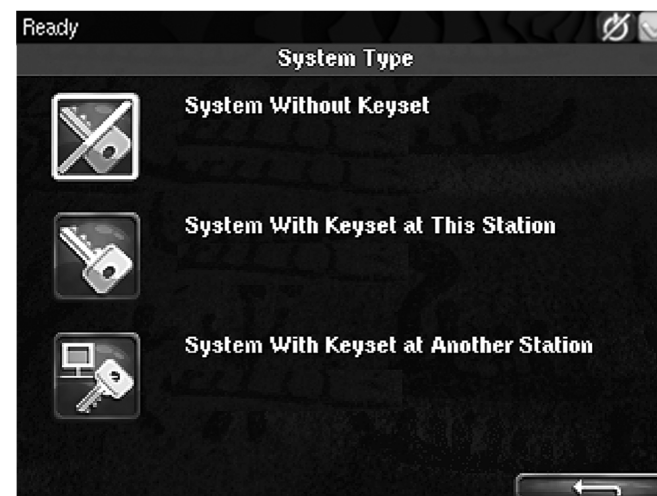 Ready
System Type
System Without Keyset
System With Keyset at This Station
System With Keyset at Another Station